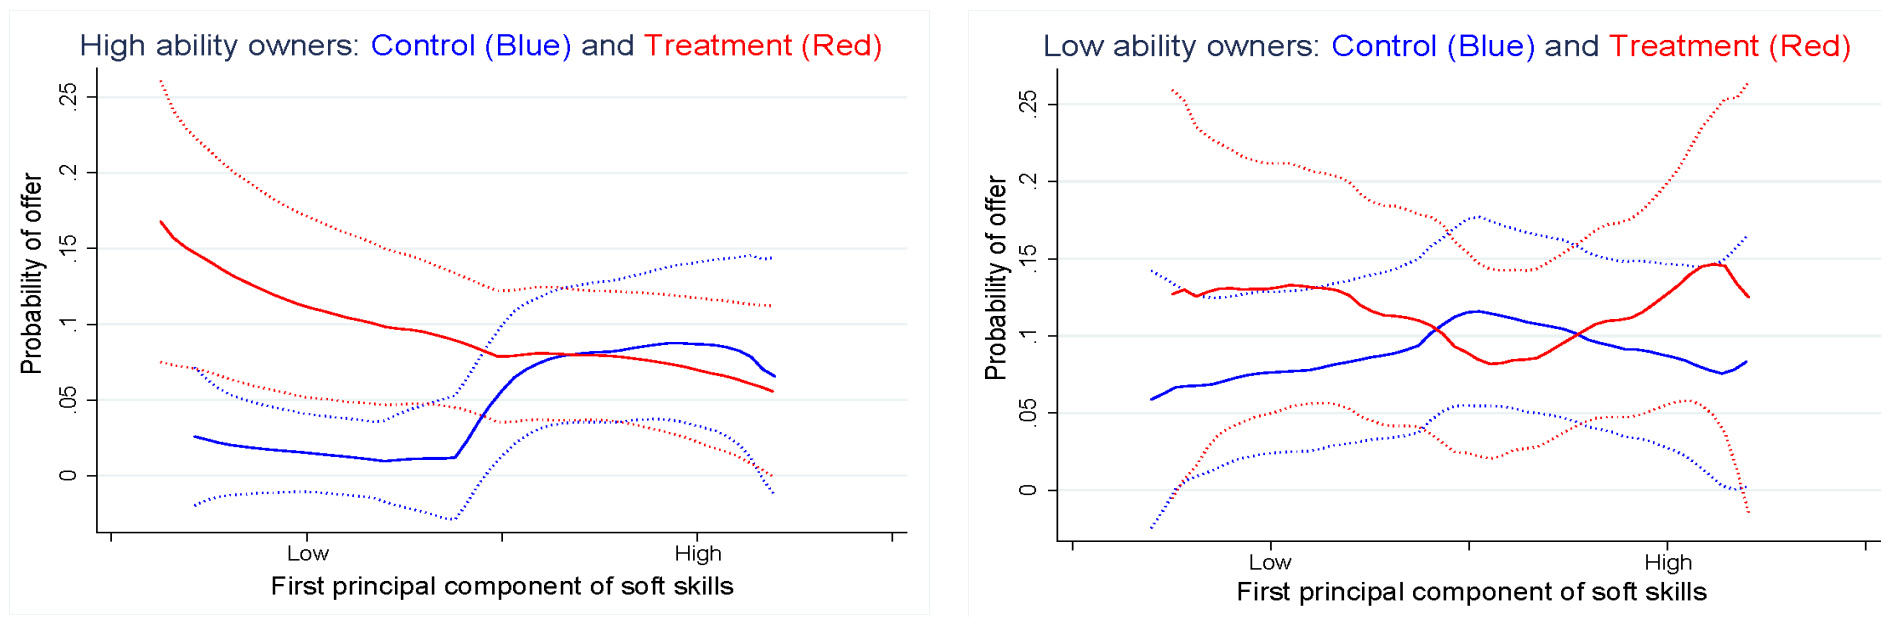 High ability owners: Control (Blue) and Treatment (Red)
Probability of offer
.25
.2
.15
.1
.05
0
Low
High
First principal component of soft skills
Low ability owners: Control (Blue) and Treatment (Red)
Probability of offer
.25
.2
.15
.1
.05
0
Low
High
First principal component of soft skills